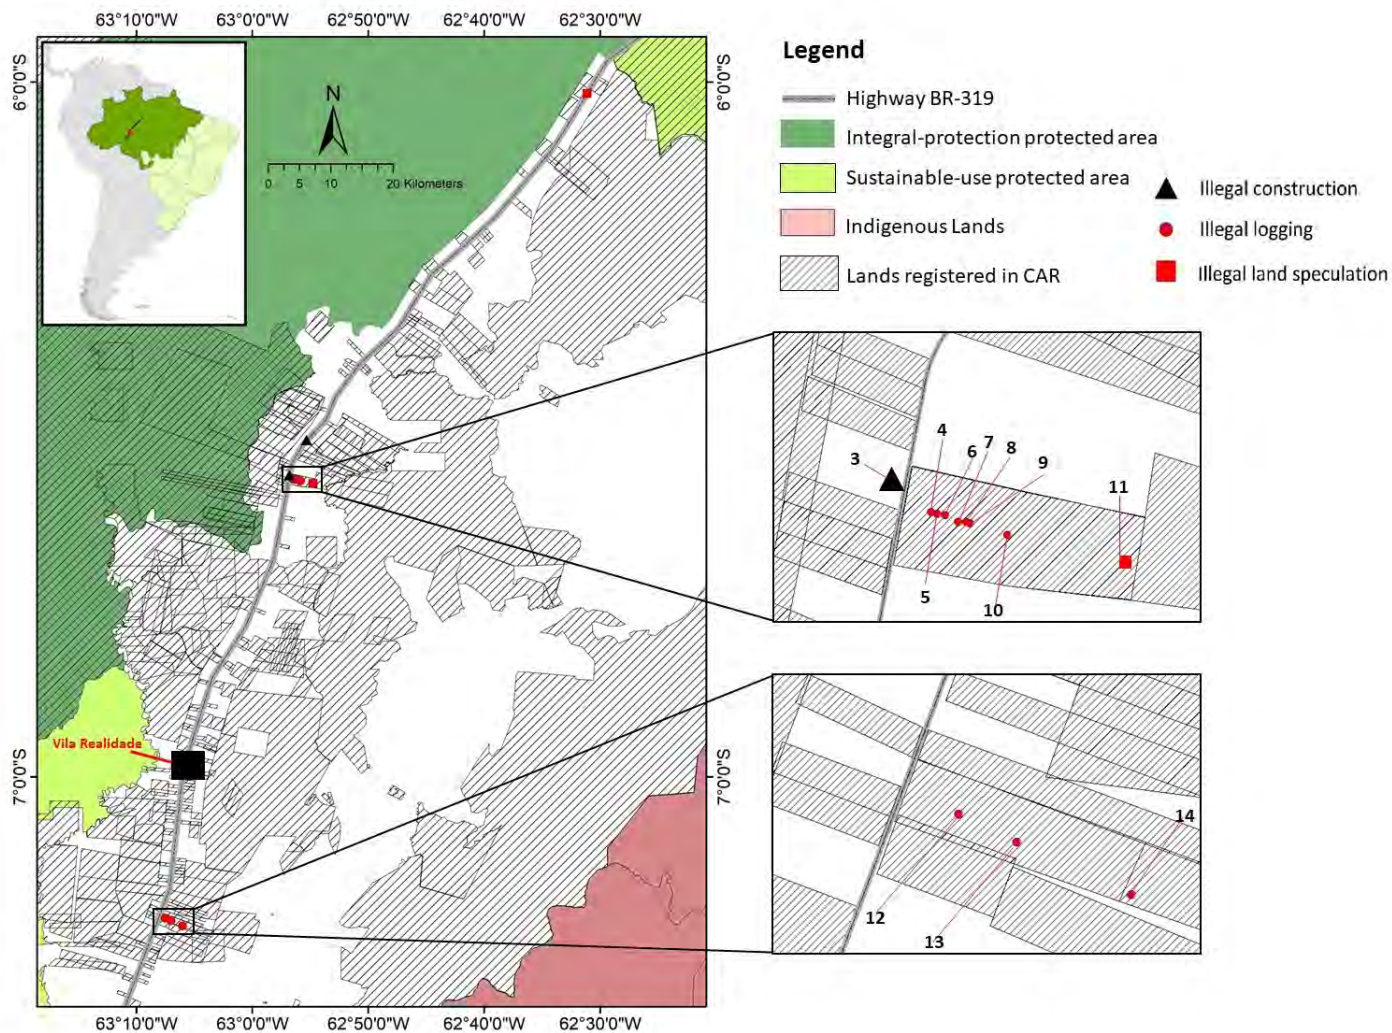 63°10'0"W 63°0'0"W 62°50'0"W 62°40'0"W 62°30'0"W
6°0'0"S
6°0'0"S
N
0 5 10 20 Kilometers
Legend
Highway BR-319
Integral-protection protected area
Sustainable-use protected area
Indigenous Lands
Lands registered in CAR
Illegal construction
Illegal logging
Illegal land speculation
3
4
5
6
7
8
9
10
11
Vila Realidade
7°0'0"S
7°0'0"S
12
13
14
63°10'0"W 63°0'0"W 62°50'0"W 62°40'0"W 62°30'0"W